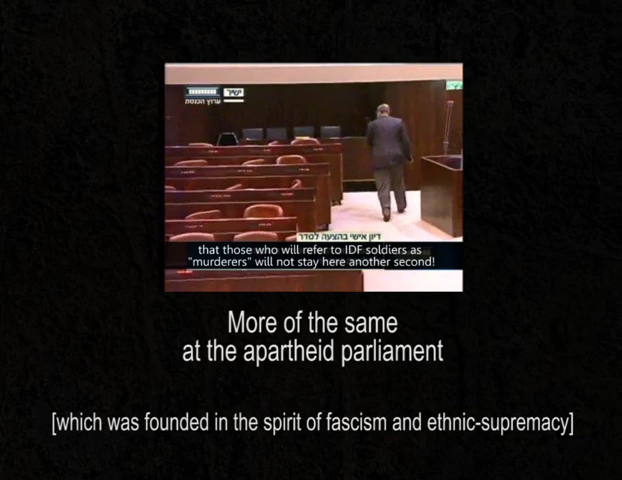 ישיר
ערוץ הכנסת
דיון אישי בהצעה לסדר
that those who will refer to IDF soldiers as
"murderers" will not stay here another second!
More of the same
at the apartheid parliament
[which was founded in the spirit of fascism and ethnic-supremacy]